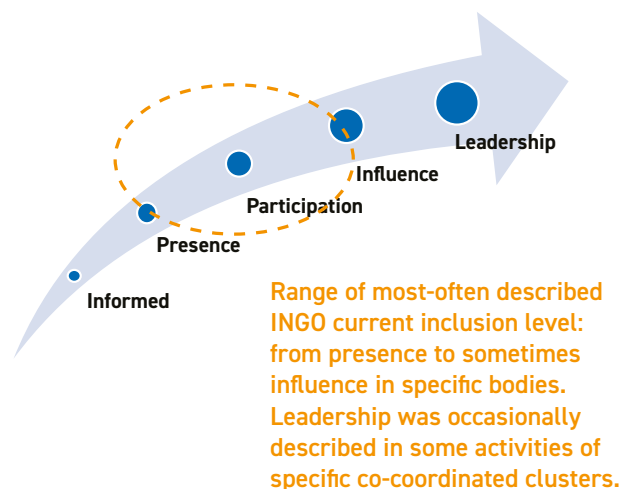 Leadership
Influence
Participation
Presence
Informed
Range of most-often described
INGO current inclusion level:
from presence to sometimes
influence in specific bodies.
Leadership was occasionally
described in some activities of
specific co-coordinated clusters.